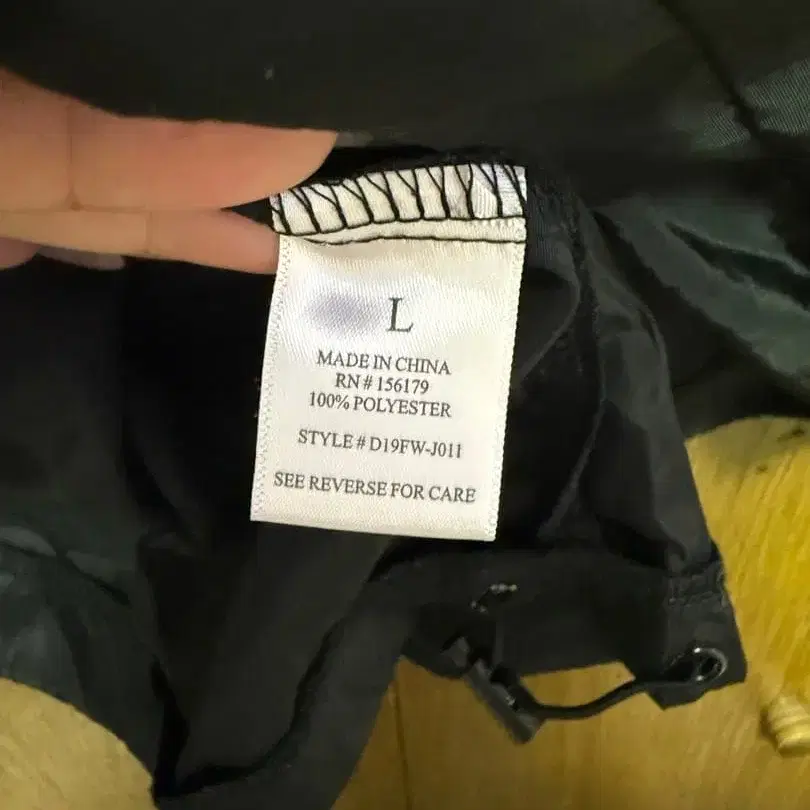 L
MADE IN CHINA
RN # 156179
100% POLYESTER
STYLE # D19FW-J011
SEE REVERSE FOR CARE